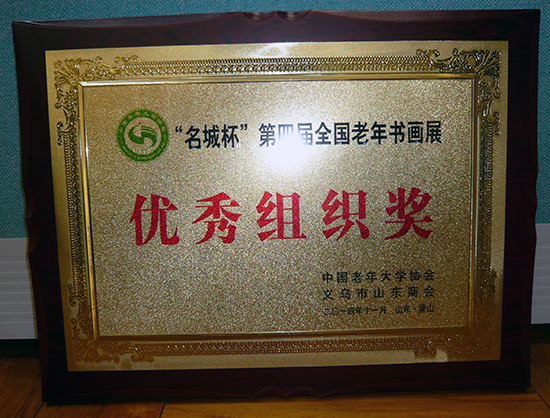 “名城杯”第四届全国老年书画展
优秀组织奖
中国老年大学协会
义乌市山东商会
二〇一四年十一月 山东·梁山